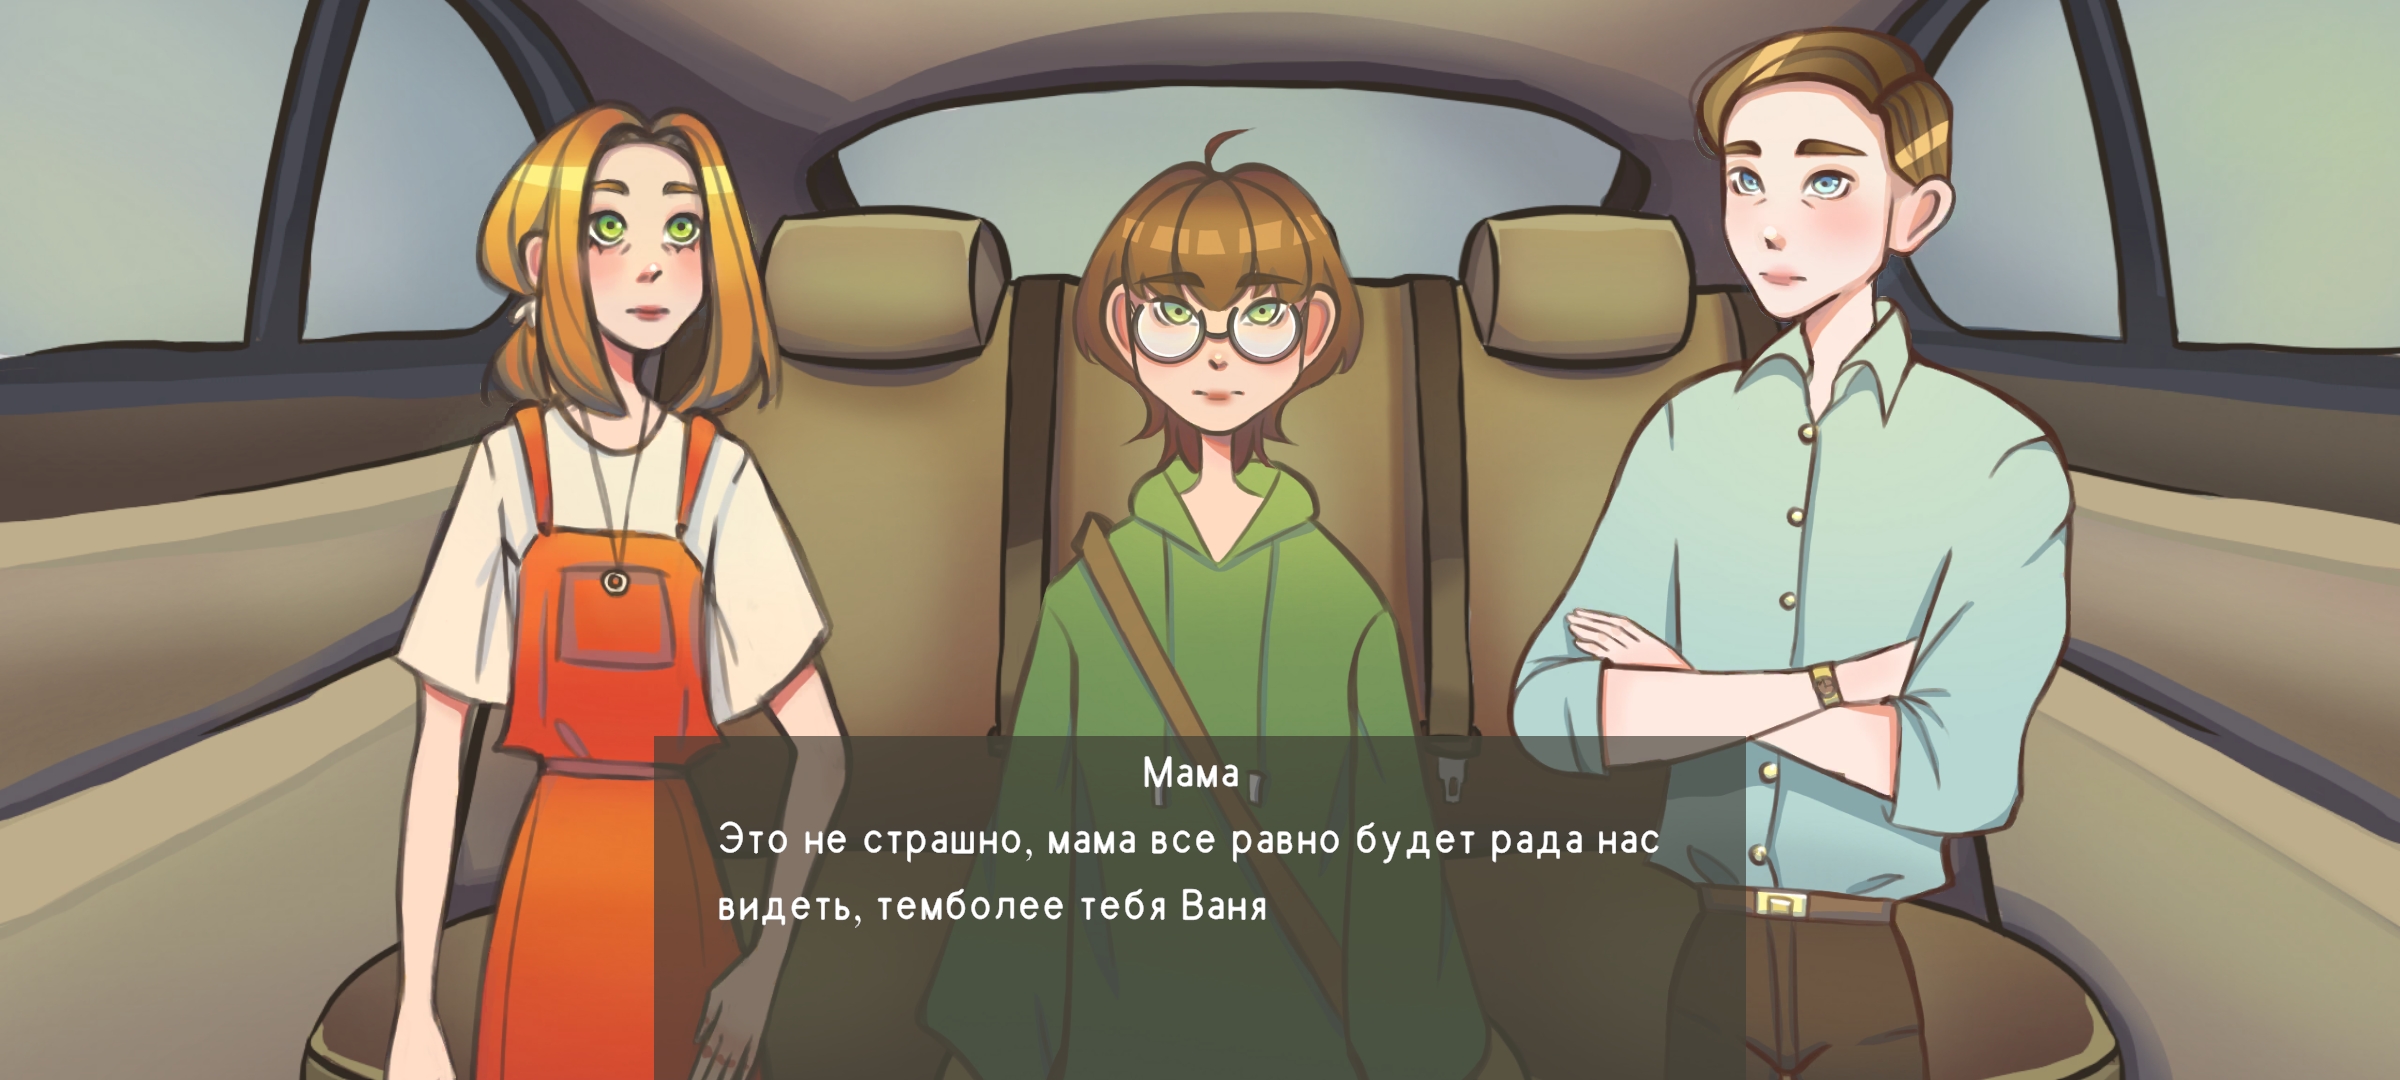 Мама
Это не страшно, мама все равно будет рада нас
видеть, темболее тебя Ваня